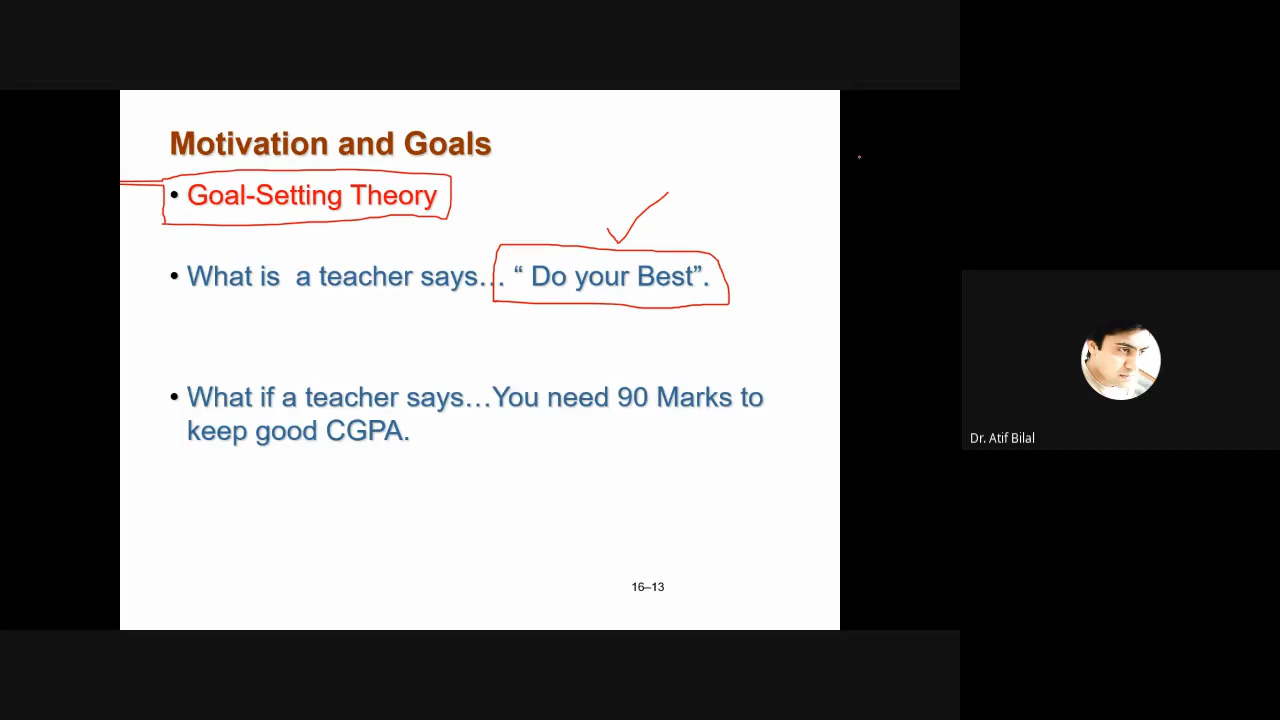 Motivation and Goals
• Goal-Setting Theory
• What is a teacher says… “ Do your Best”.
• What if a teacher says…You need 90 Marks to
keep good CGPA.
16–13
Dr. Atif Bilal